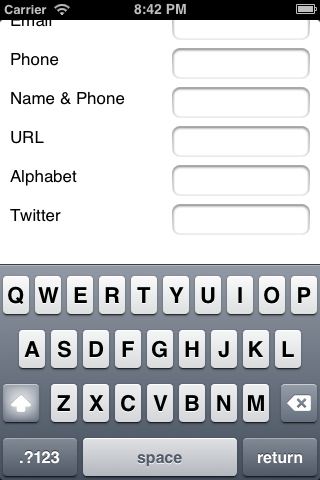 Carrier 8:42 PM
Email
Phone
Name & Phone
URL
Alphabet
Twitter
Q W E R T Y U I O P
A S D F G H J K L
Z X C V B N M
.?123 space return